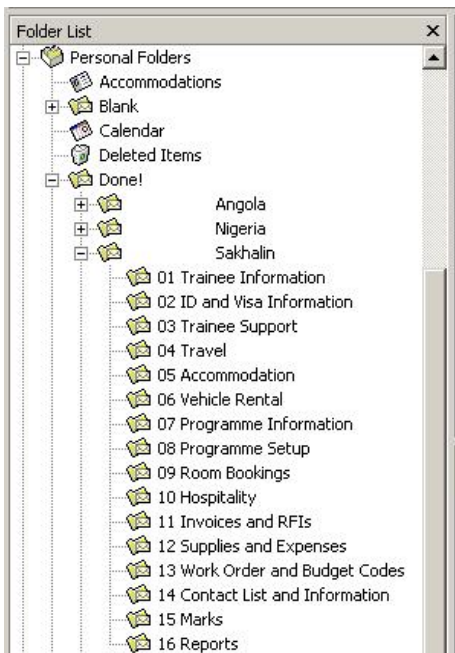 Folder List
Personal Folders
Accommodations
Blank
Calendar
Deleted Items
Done!
Angola
Nigeria
Sakhalin
01 Trainee Information
02 ID and Visa Information
03 Trainee Support
04 Travel
05 Accommodation
06 Vehicle Rental
07 Programme Information
08 Programme Setup
09 Room Bookings
10 Hospitality
11 Invoices and RFIs
12 Supplies and Expenses
13 Work Order and Budget Codes
14 Contact List and Information
15 Marks
16 Reports